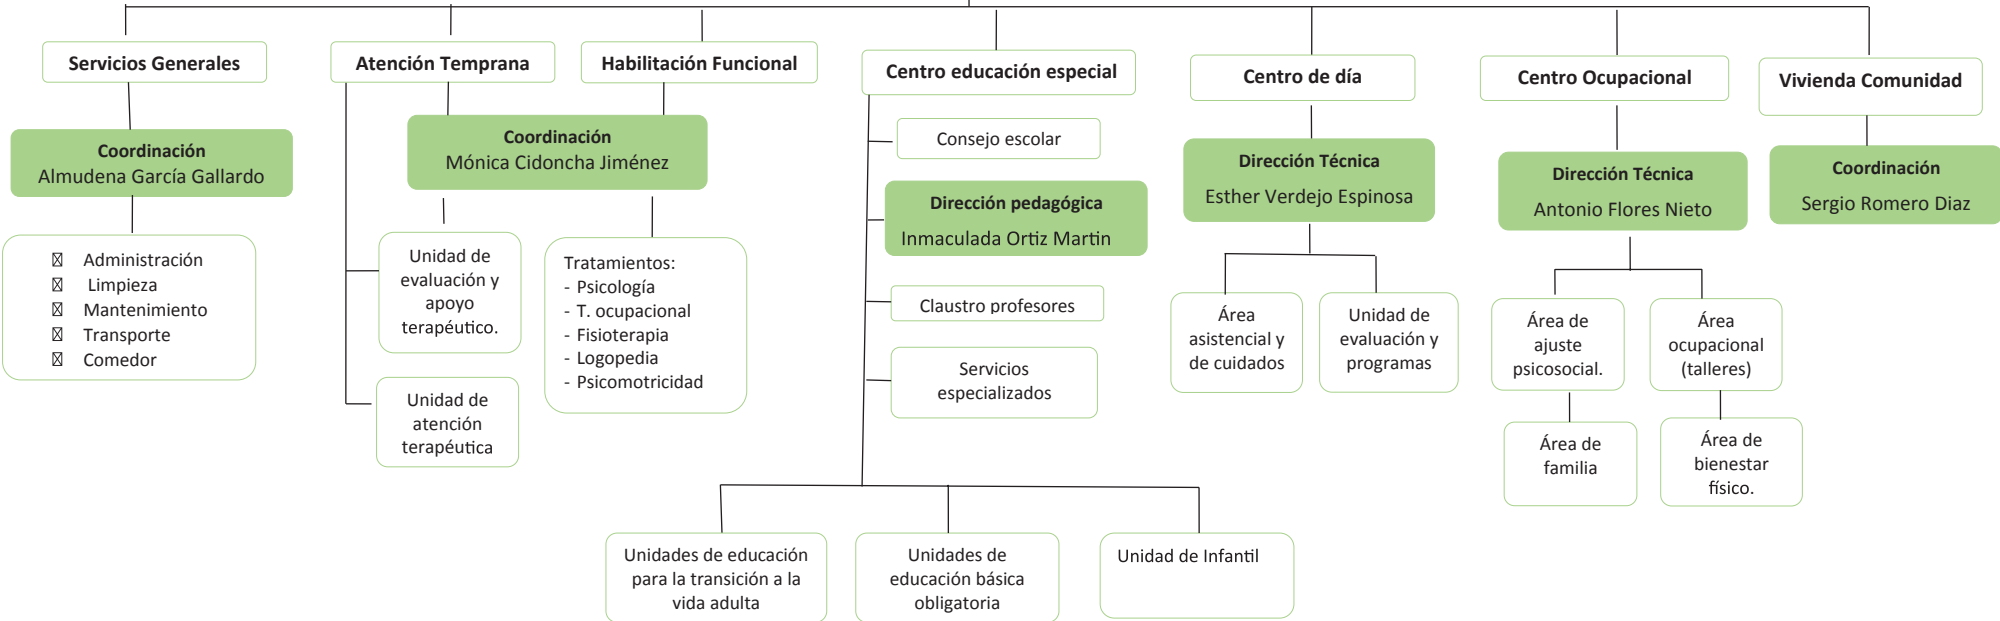 Servicios Generales
Coordinación
Almudena García Gallardo
Administración
Limpieza
Mantenimiento
Transporte
Comedor
Atención Temprana
Habilitación Funcional
Coordinación
Mónica Cidoncha Jiménez
Unidad de
evaluación y
apoyo
terapéutico.
Unidad de
atención
terapéutica
Tratamientos:
- Psicología
- T. ocupacional
- Fisioterapia
- Logopedia
- Psicomotricidad
Centro educación especial
Consejo escolar
Dirección pedagógica
Inmaculada Ortiz Martin
Claustro profesores
Servicios
especializados
Unidades de educación
para la transición a la
vida adulta
Unidades de
educación básica
obligatoria
Unidad de Infantil
Centro de día
Dirección Técnica
Esther Verdejo Espinosa
Área
asistencial y
de cuidados
Unidad de
evaluación y
programas
Centro Ocupacional
Dirección Técnica
Antonio Flores Nieto
Área de
ajuste
psicosocial.
Área de
familia
Área
ocupacional
(talleres)
Área de
bienestar
físico.
Vivienda Comunidad
Coordinación
Sergio Romero Diaz